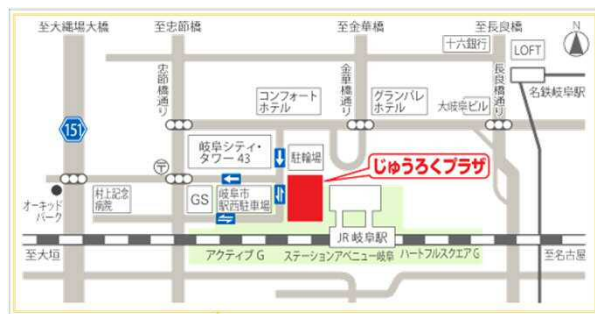 至大縄場大橋
至忠節橋
至金華橋
至長良橋
N
十六銀行
LOFT
忠節橋通り
金華橋通り
長良橋通り
名鉄岐阜駅
コンフォート
ホテル
グランパレ
ホテル
大岐阜ビル
151
岐阜シティ・
タワー43
駐輪場
じゅうろくプラザ
〒
オーキッド
パーク
村上記念
病院
GS
岐阜市
駅西駐車場
JR岐阜駅
至大垣
アクティブG
ステーションアベニュー岐阜
ハートフルスクエアG
至名古屋